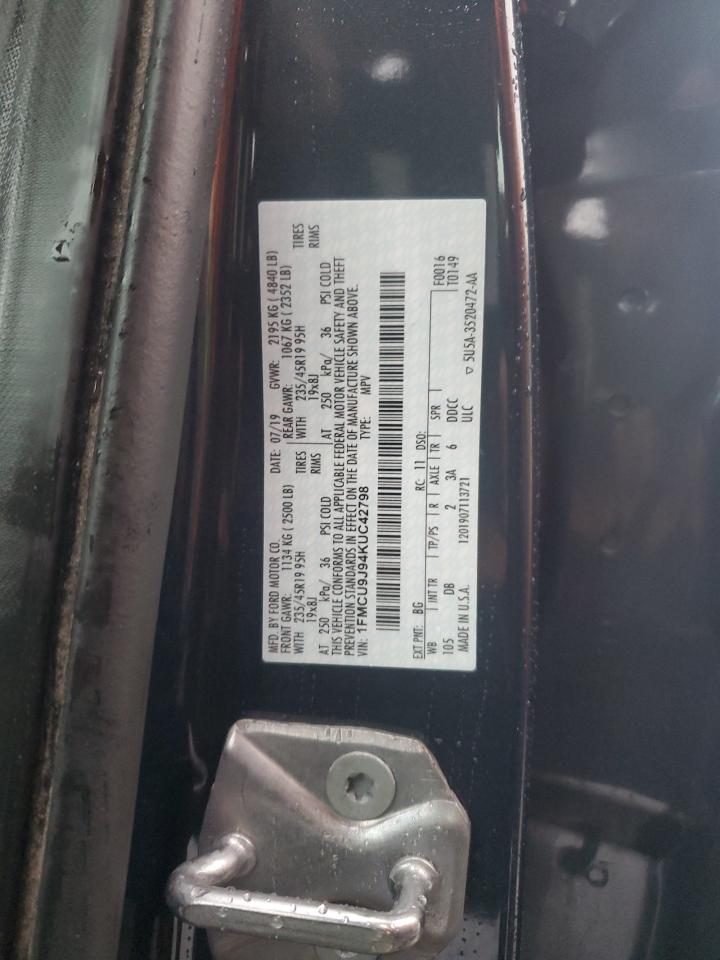 MFD. BY FORD MOTOR CO. DATE: 07/19 GVWR: 2195 KG ( 4840 LB)
FRONT GAWR: 1134 KG ( 2500 LB) REAR GAWR: 1067 KG ( 2352 LB)
WITH 235/45R19 95H TIRES WITH 235/45R19 95H TIRES
19x8J RIMS 19x8J RIMS
AT 250 kPa/ 36 PSI COLD AT 250 kPa/ 36 PSI COLD
THIS VEHICLE CONFORMS TO ALL APPLICABLE FEDERAL MOTOR VEHICLE SAFETY AND THEFT
PREVENTION STANDARDS IN EFFECT ON THE DATE OF MANUFACTURE SHOWN ABOVE.
VIN: 1FMCU9J94KUC42798 TYPE: MPV
EXT PNT: BG RC: 11 DSO: F0016
WB INT TR TP/PS R AXLE TR SPR T0149
105 DB 2 3A 6 DDCC
MADE IN U.S.A. 1201907113721 ULC ▽ 5U5A-3520472-AA